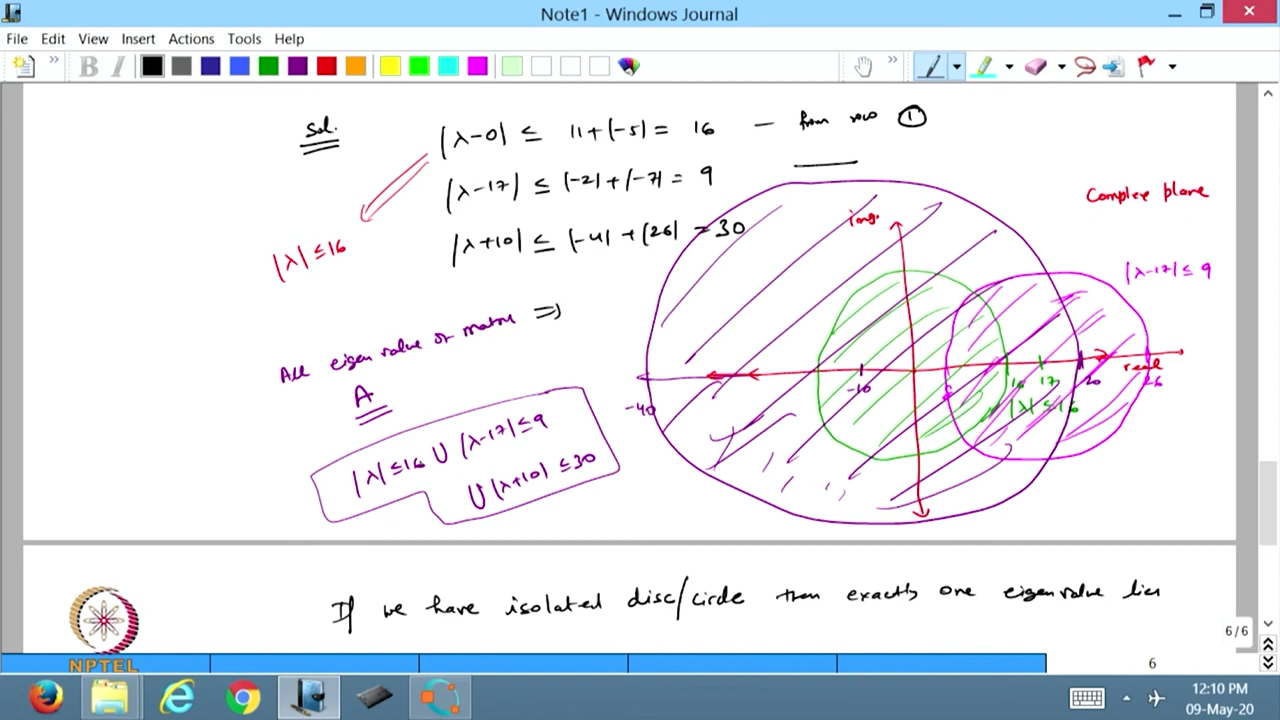 Note1 - Windows Journal
File Edit View Insert Actions Tools Help
Sol.
|λ-0| ≤ 11+|-5| = 16 — from row ①
|λ-17| ≤ |-2|+|-7| = 9
|λ+10| ≤ |-4| + |26| = 30
|λ| ≤ 16
Complex plane
img.
|λ-17| ≤ 9
All eigen value of matrix ⇒
A
|λ| ≤ 16 U |λ-17| ≤ 9
U |λ+10| ≤ 30
-40
-10
16
17
20
real
26
|λ| ≤ 16
If we have isolated disc/circle then exactly one eigenvalue lies
6/6
NPTEL
6
12:10 PM
09-May-20